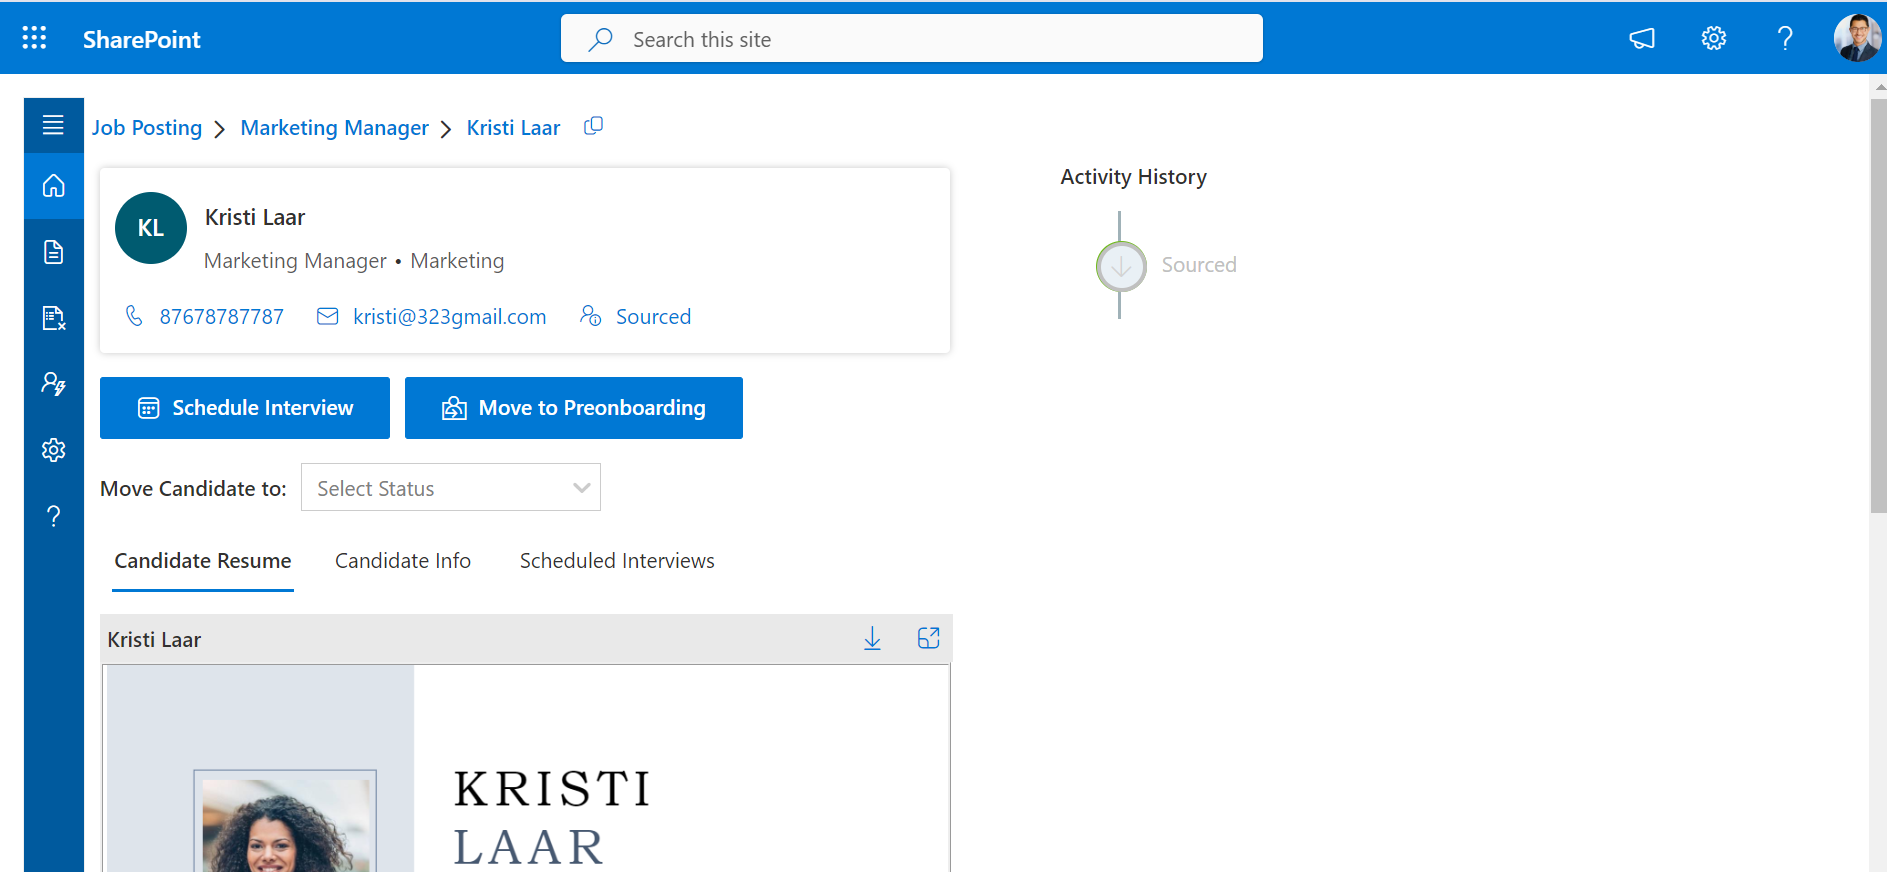 SharePoint
Search this site
Job Posting > Marketing Manager > Kristi Laar
KL
Kristi Laar
Marketing Manager • Marketing
87678787787
kristi@323gmail.com
Sourced
Activity History
Sourced
Schedule Interview
Move to Preonboarding
Move Candidate to:
Select Status
Candidate Resume
Candidate Info
Scheduled Interviews
Kristi Laar
KRISTI
LAAR